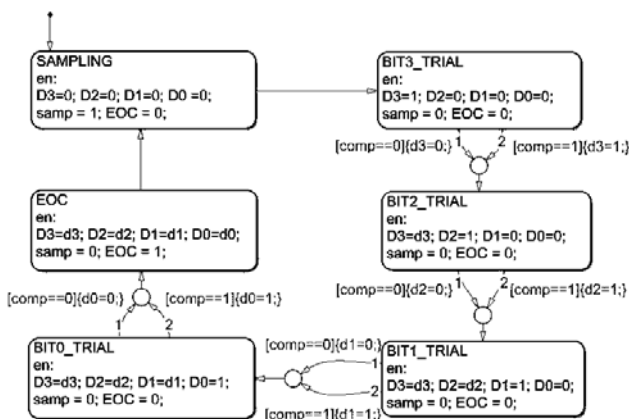 SAMPLING
en:
D3=0; D2=0; D1=0; D0 =0;
samp = 1; EOC = 0;
BIT3_TRIAL
en:
D3=1; D2=0; D1=0; D0=0;
samp = 0; EOC = 0;
[comp==0]{d3=0;}
1
2
[comp==1]{d3=1;}
EOC
en:
D3=d3; D2=d2; D1=d1; D0=d0;
samp = 0; EOC = 1;
BIT2_TRIAL
en:
D3=d3; D2=1; D1=0; D0=0;
samp = 0; EOC = 0;
[comp==0]{d0=0;}
[comp==1]{d0=1;}
1
2
[comp==0]{d2=0;}
1
2
[comp==1]{d2=1;}
BIT0_TRIAL
en:
D3=d3; D2=d2; D1=d1; D0=1;
samp = 0; EOC = 0;
[comp==0]{d1=0;}
1
2
[comp==1]{d1=1;}
BIT1_TRIAL
en:
D3=d3; D2=d2; D1=1; D0=0;
samp = 0; EOC = 0;